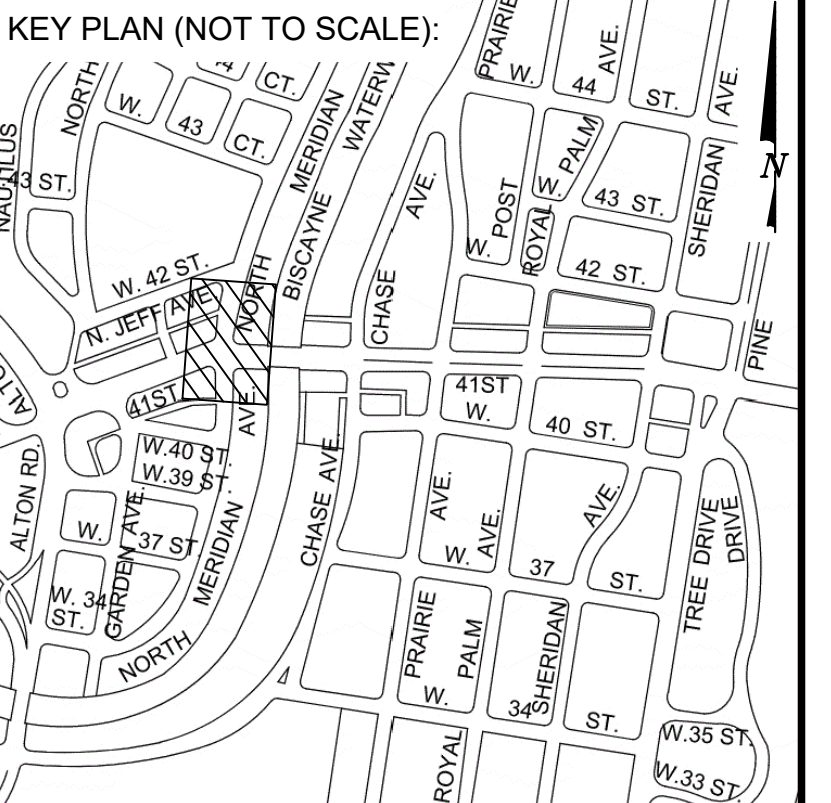 KEY PLAN (NOT TO SCALE):
PRAIRIE
W. 44 ST.
AVE.
AVE.
44 CT.
W. 43 CT.
NORTH
MERIDIAN
BISCAYNE WATERW
N
NAUTILUS
43 ST.
CHASE AVE.
W. POST
ROYAL PALM
W. 43 ST.
SHERIDAN
W. 42 ST.
W. 42 ST.
N. JEFF AVE
NORTH
PINE
ALTO
41ST
AVE.
41ST
W. 40 ST.
W.40 ST.
W.39 ST.
ALTON RD.
GARDEN AVE.
W. 37 ST.
W. 34 ST.
NORTH MERIDIAN
CHASE AVE.
AVE.
AVE.
AVE.
W. 37 ST.
TREE DRIVE
DRIVE
PRAIRIE
PALM
SHERIDAN
W. 34 ST.
ROYAL
W.35 ST.
W.33 ST.